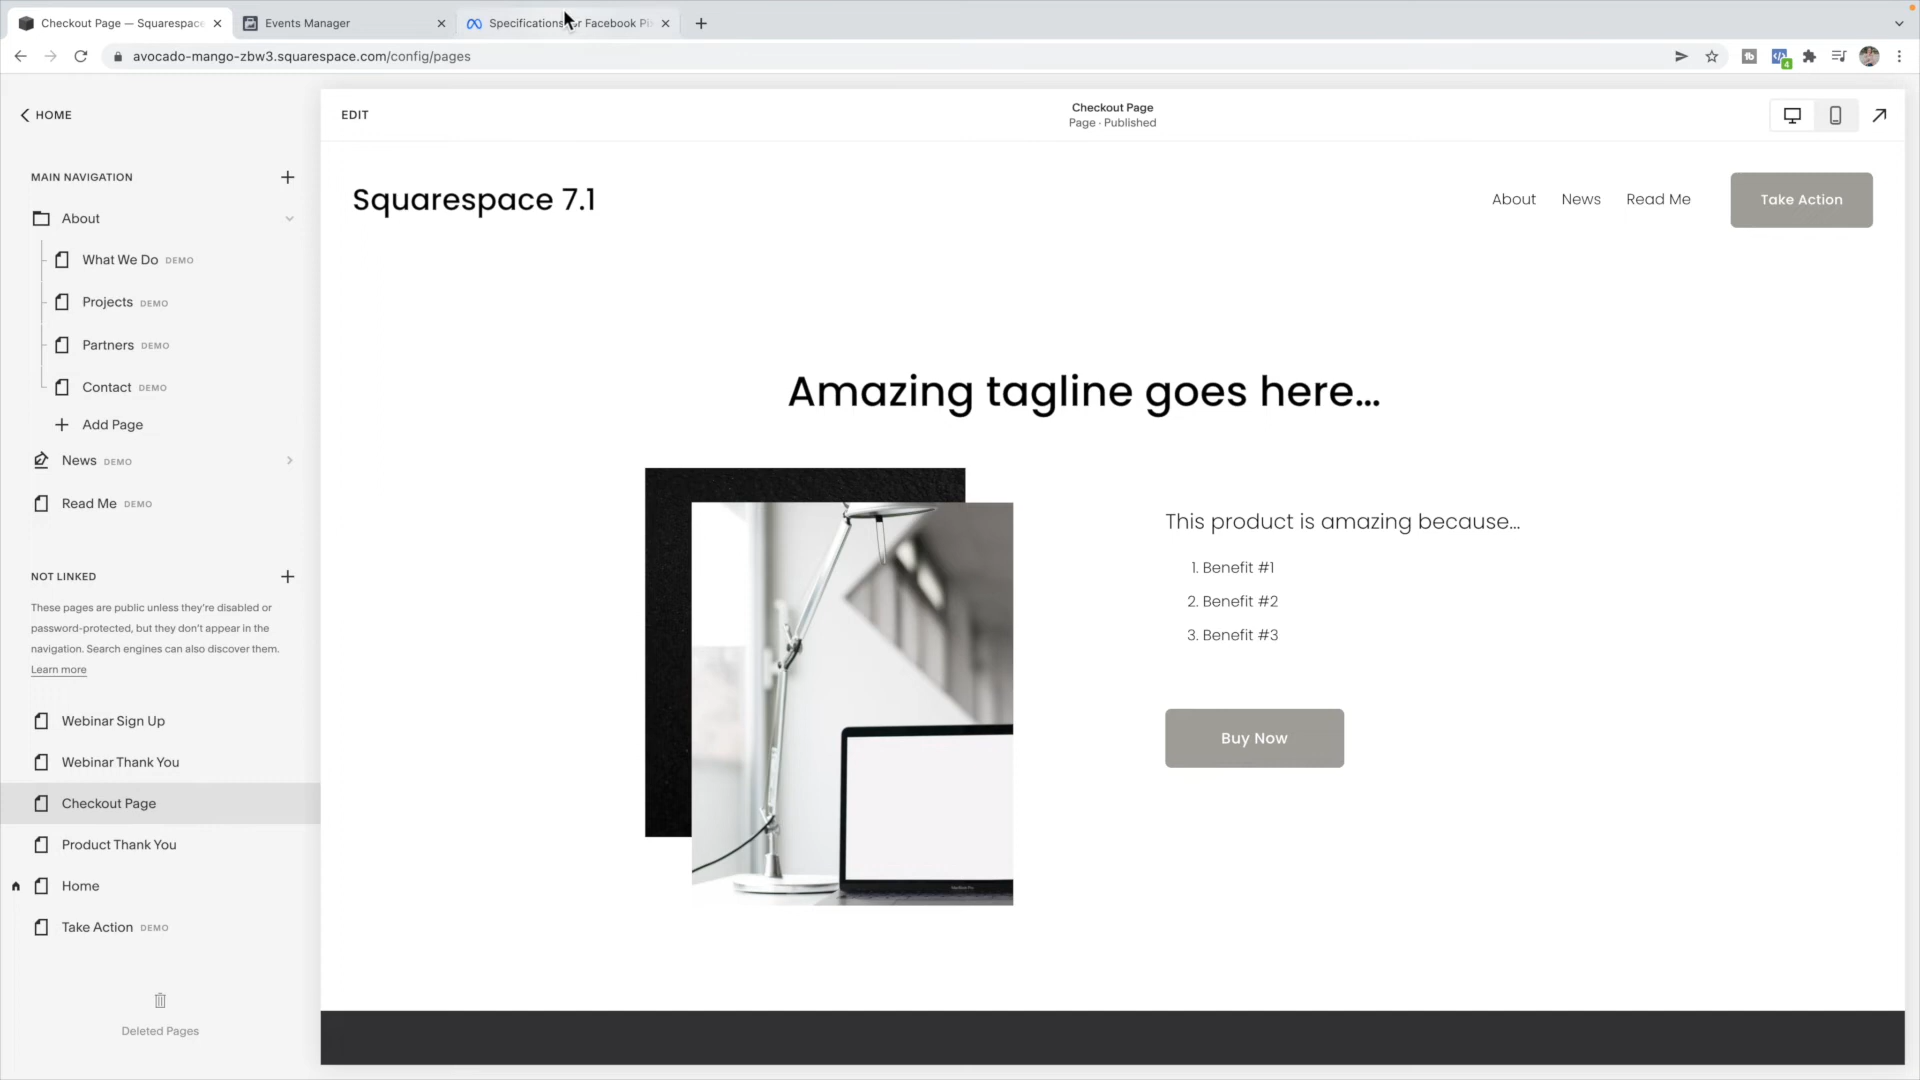 Checkout Page — Squarespace
Events Manager
Specifications for Facebook Pi
avocado-mango-zbw3.squarespace.com/config/pages
4
HOME
EDIT
Checkout Page
Page · Published
MAIN NAVIGATION
About
What We Do DEMO
Projects DEMO
Partners DEMO
Contact DEMO
Add Page
News DEMO
Read Me DEMO
NOT LINKED
These pages are public unless they're disabled or
password-protected, but they don't appear in the
navigation. Search engines can also discover them.
Learn more
Webinar Sign Up
Webinar Thank You
Checkout Page
Product Thank You
Home
Take Action DEMO
Deleted Pages
Squarespace 7.1
About News Read Me Take Action
Amazing tagline goes here...
This product is amazing because...
1. Benefit #1
2. Benefit #2
3. Benefit #3
Buy Now